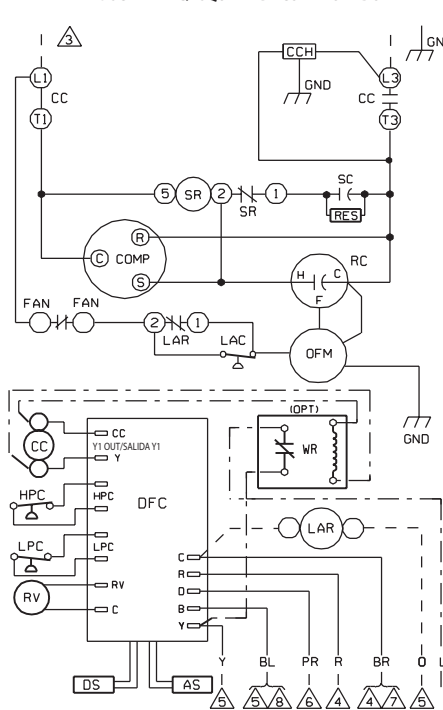 3
GND
L1
CCH
L3
CC
GND
CC
T1
T3
SC
5
SR
2
1
SR
RES
R
C
COMP
S
RC
H
C
F
FAN
FAN
2
1
LAR
LAC
OFM
GND
(OPT)
CC
CC
Y1 OUT/SALIDA Y1
Y
WR
HPC
HPC
DFC
LAR
LPC
LPC
C
RV
RV
R
D
C
B
Y
Y
BL
PR
R
BR
O
DS
AS
5
5
8
6
4
4
7
5